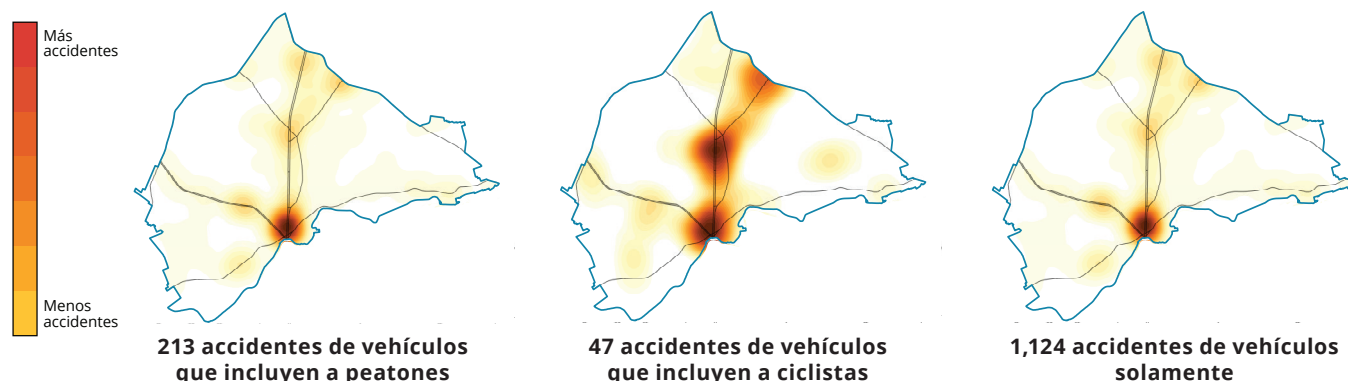 Más
accidentes
Menos
accidentes
213 accidentes de vehículos
que incluyen a peatones
47 accidentes de vehículos
que incluyen a ciclistas
1,124 accidentes de vehículos
solamente